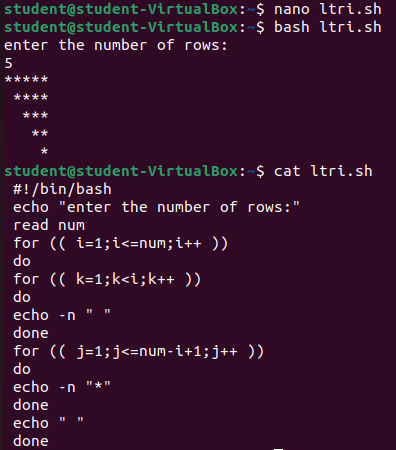 student@student-VirtualBox:~$ nano ltri.sh
student@student-VirtualBox:~$ bash ltri.sh
enter the number of rows:
5
*****
 ****
  ***
   **
    *
student@student-VirtualBox:~$ cat ltri.sh
 #!/bin/bash
 echo "enter the number of rows:"
 read num
 for (( i=1;i<=num;i++ ))
 do
 for (( k=1;k<i;k++ ))
 do
 echo -n " "
 done
 for (( j=1;j<=num-i+1;j++ ))
 do
 echo -n "*"
 done
 echo " "
 done